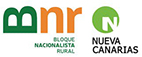 Bnr
BLOQUE
NACIONALISTA
RURAL
NUEVA
CANARIAS